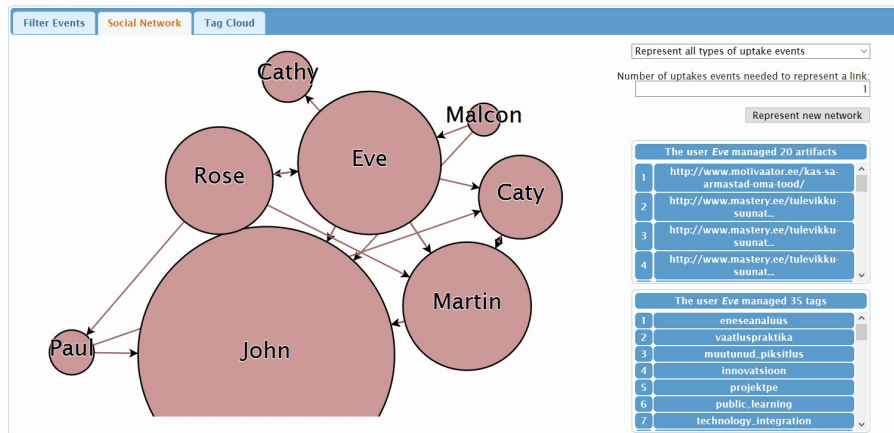 Filter Events
Social Network
Tag Cloud
Cathy
Malcon
Eve
Rose
Caty
Martin
John
Paul
Represent all types of uptake events
Number of uptakes events needed to represent a link:
1
Represent new network
The user Eve managed 20 artifacts
1 http://www.motivaator.ee/kas-sa-
armastad-oma-tood/
2 http://www.mastery.ee/tulevikku-
suunat...
3 http://www.mastery.ee/tulevikku-
suunat...
4 http://www.mastery.ee/tulevikku-
suunat...
The user Eve managed 35 tags
1 eneseanalüüs
2 vaatluspraktika
3 muutunud_piksitlus
4 innovatsioon
5 projektpe
6 public_learning
7 technology_integration